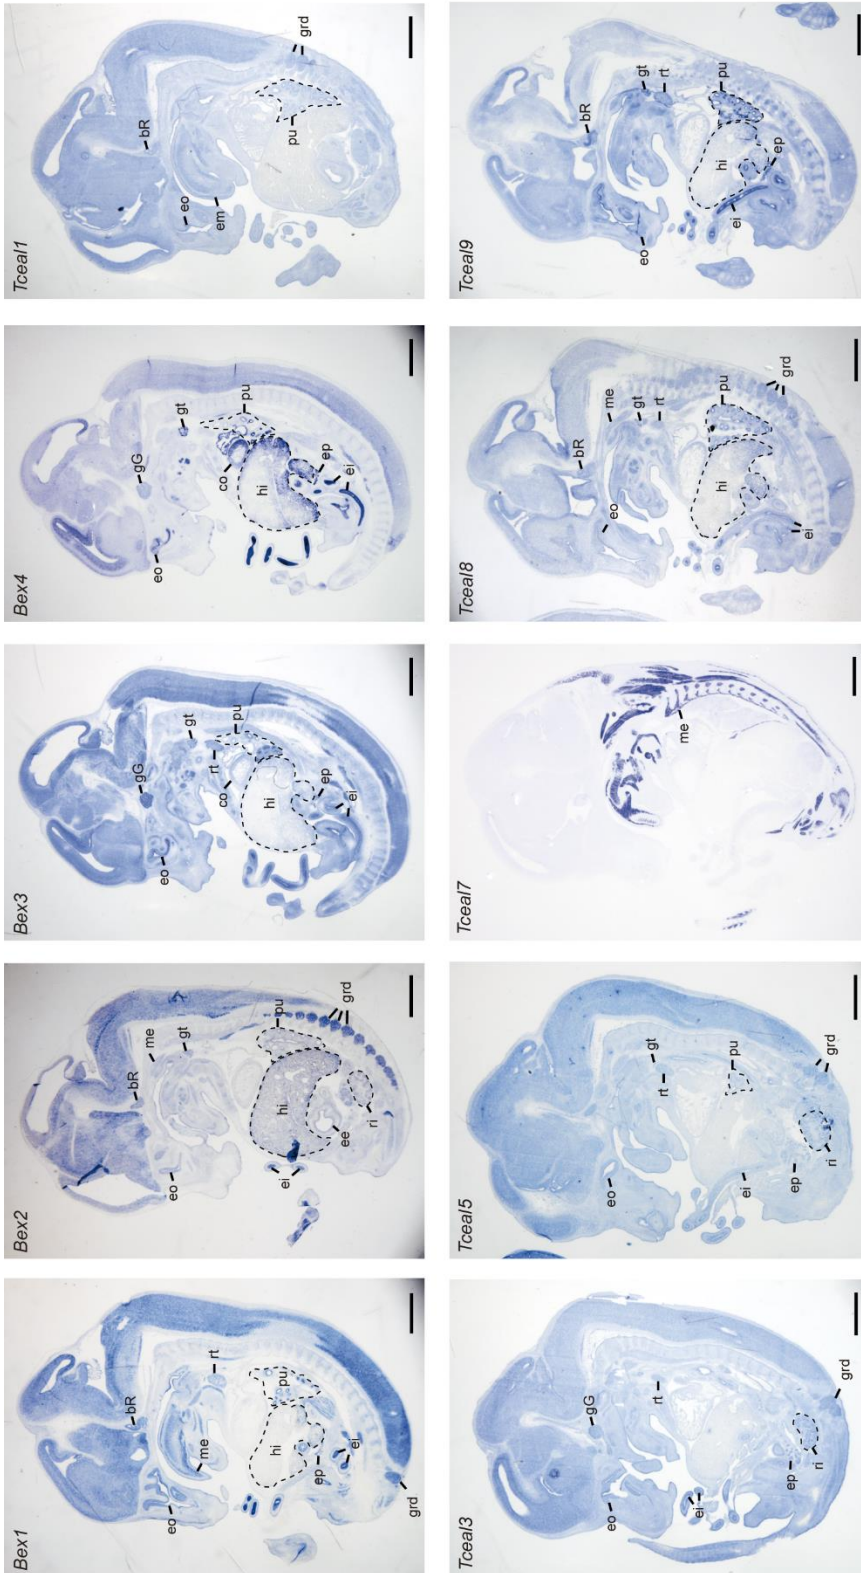 Bex1
bR
eo
me
rt
hi
pu
ep
ei
grd
Bex2
bR
eo
me
gt
hi
pu
grd
ei
ee
ri
Bex3
gG
eo
gt
rt
pu
co
hi
ep
ei
Bex4
gG
eo
gt
co
pu
hi
ep
ei
Tceal1
bR
eo
em
pu
grd
Tceal3
gG
rt
ei
ep
ri
grd
Tceal5
eo
gt
rt
pu
ei
ep
ri
grd
Tceal7
me
Tceal8
bR
eo
me
gt
rt
pu
hi
grd
ei
Tceal9
bR
eo
gt
rt
pu
hi
ei
ep